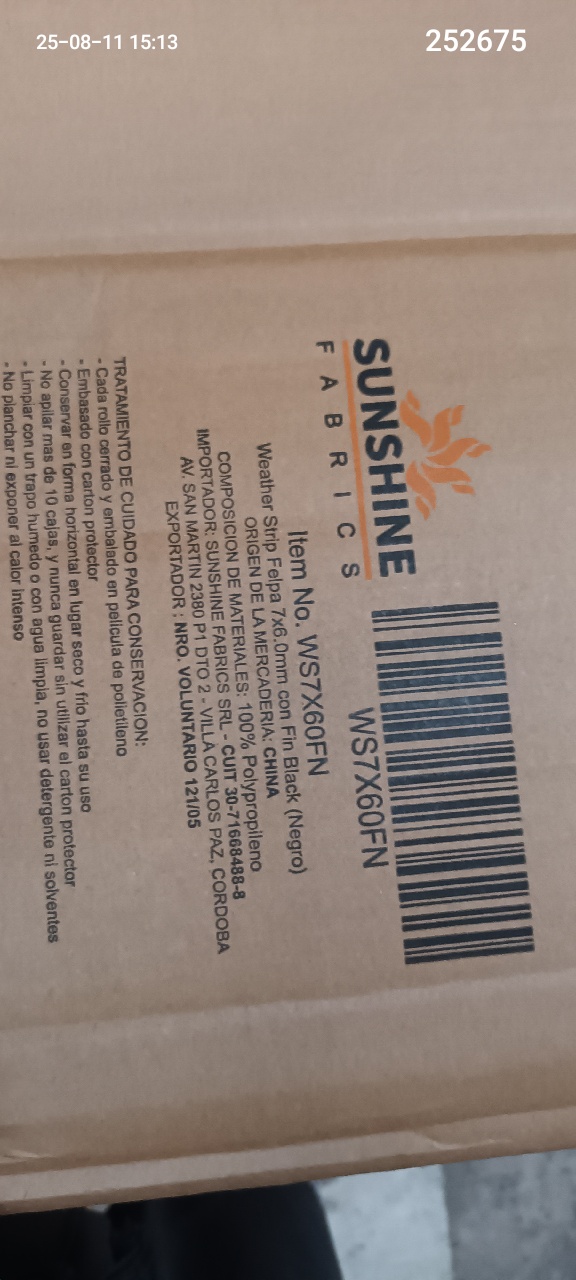 25-08-11 15:13
252675
SUNSHINE
FABRICS
WS7X60FN
Item No. WS7X60FN
Weather Strip Felpa 7x6.0mm con Fin Black (Negro)
ORIGEN DE LA MERCADERIA: CHINA
COMPOSICION DE MATERIALES: 100% Polypropileno
IMPORTADOR: SUNSHINE FABRICS SRL - CUIT 30-71668488-8
AV. SAN MARTIN 2380 P1 DTO 2 - VILLA CARLOS PAZ, CORDOBA
EXPORTADOR : NRO. VOLUNTARIO 121/05
TRATAMIENTO DE CUIDADO PARA CONSERVACION:
- Cada rollo cerrado y embalado en pelicula de polietileno
- Embasado con carton protector
- Conservar en forma horizontal en lugar seco y frio hasta su uso
- No apilar mas de 10 cajas, y nunca guardar sin utilizar el carton protector
- Limpiar con un trapo humedo o con agua limpia, no usar detergente ni solventes
- No planchar ni exponer al calor intenso